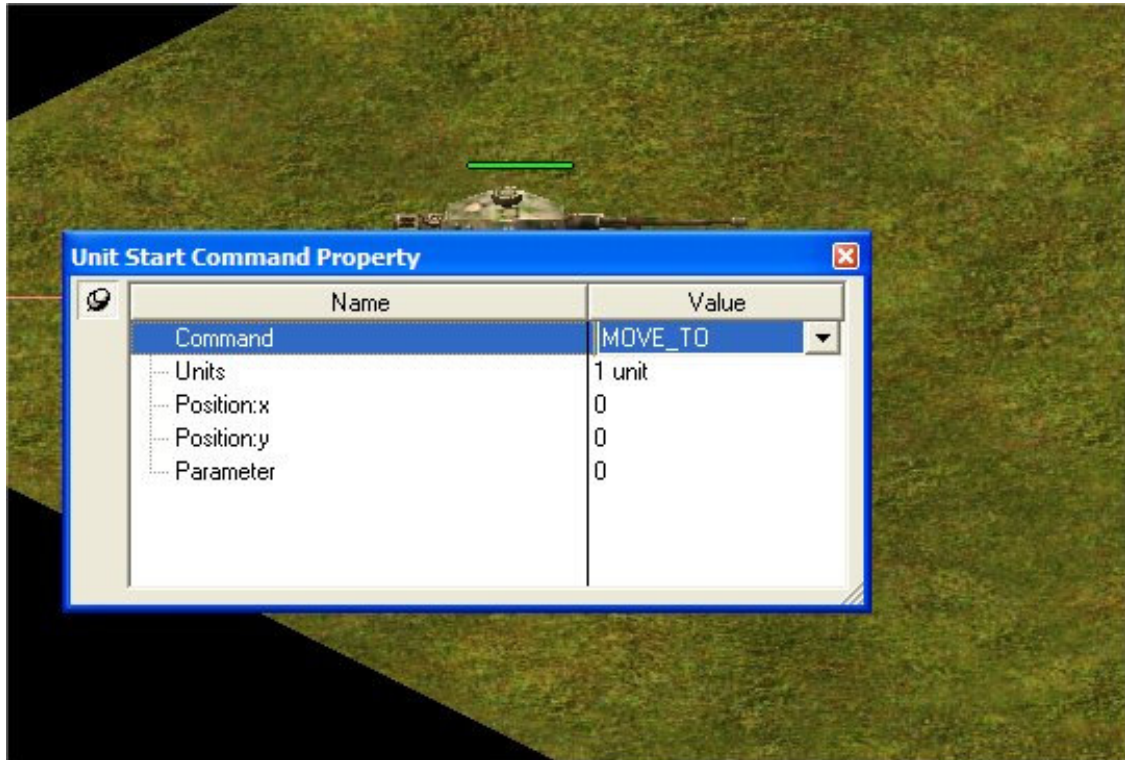 Unit Start Command Property
Name Value
Command MOVE_TO
Units 1 unit
Position:x 0
Position:y 0
Parameter 0